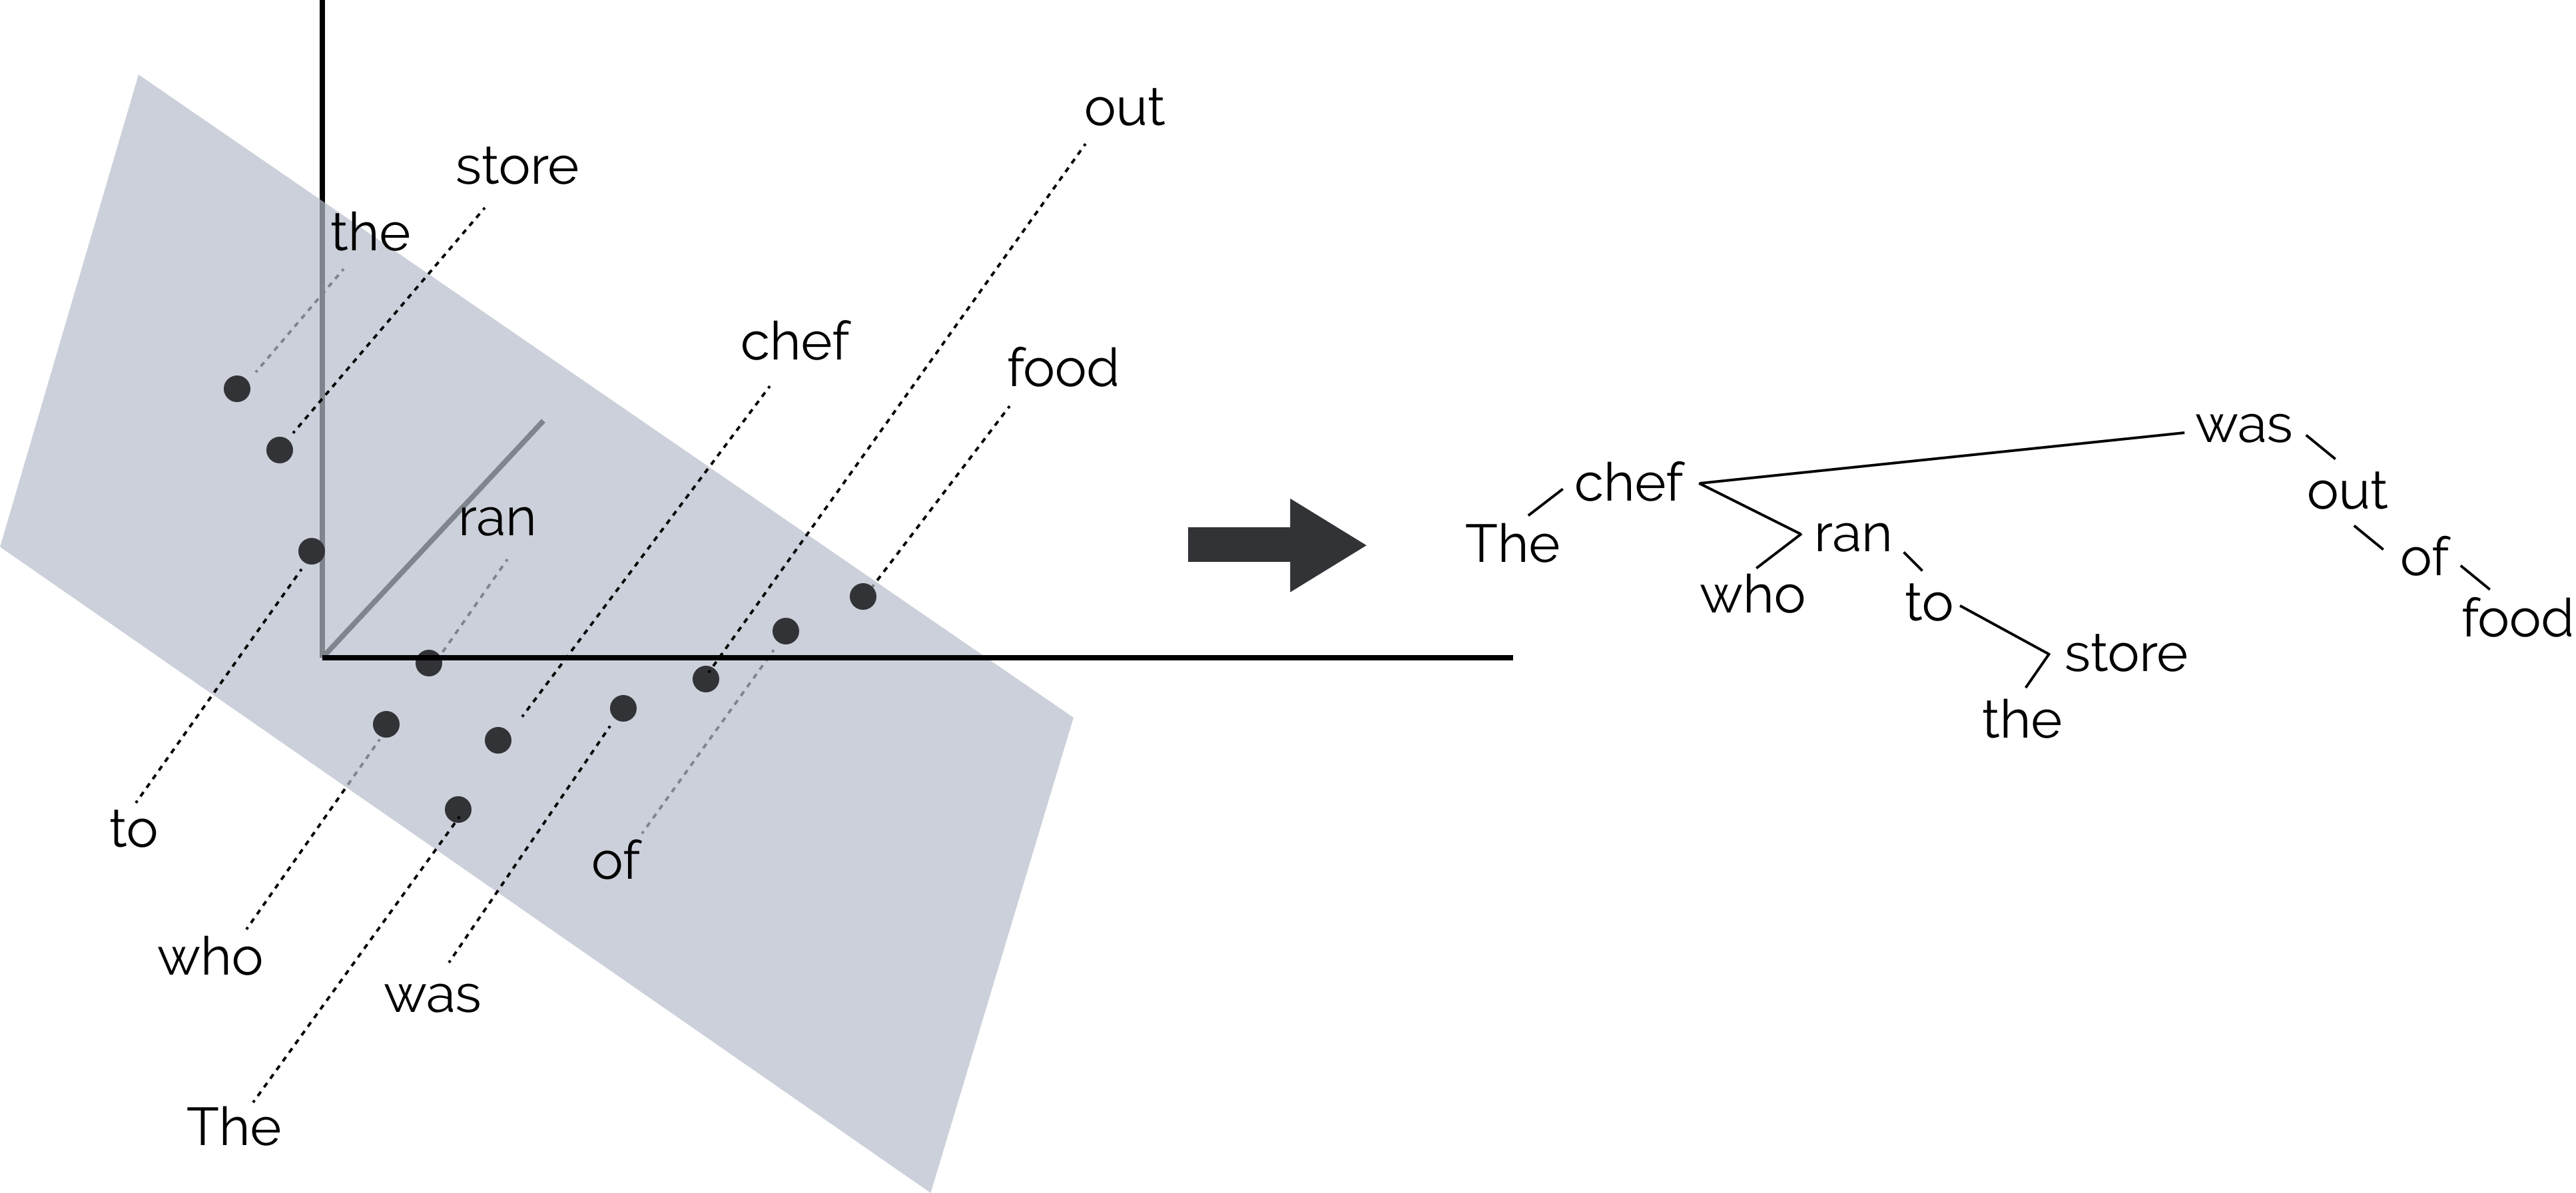 out
store
the
chef
food
ran
to
of
who
was
The
was
chef
out
The
ran
of
who
to
food
store
the